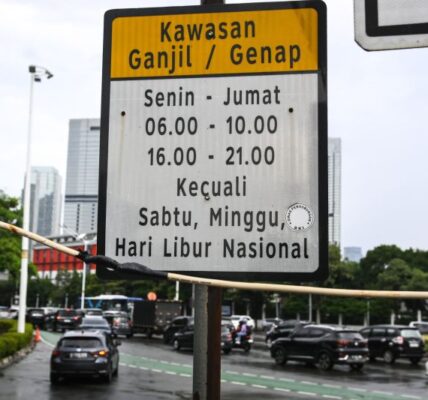 Kawasan
Ganjil / Genap
Senin - Jumat
06.00 - 10.00
16.00 - 21.00
Kecuali
Sabtu, Minggu,
Hari Libur Nasional